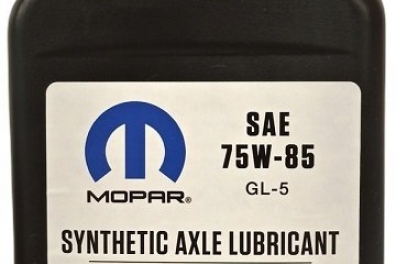 SAE
75W-85
MOPAR®
GL-5
SYNTHETIC AXLE LUBRICANT